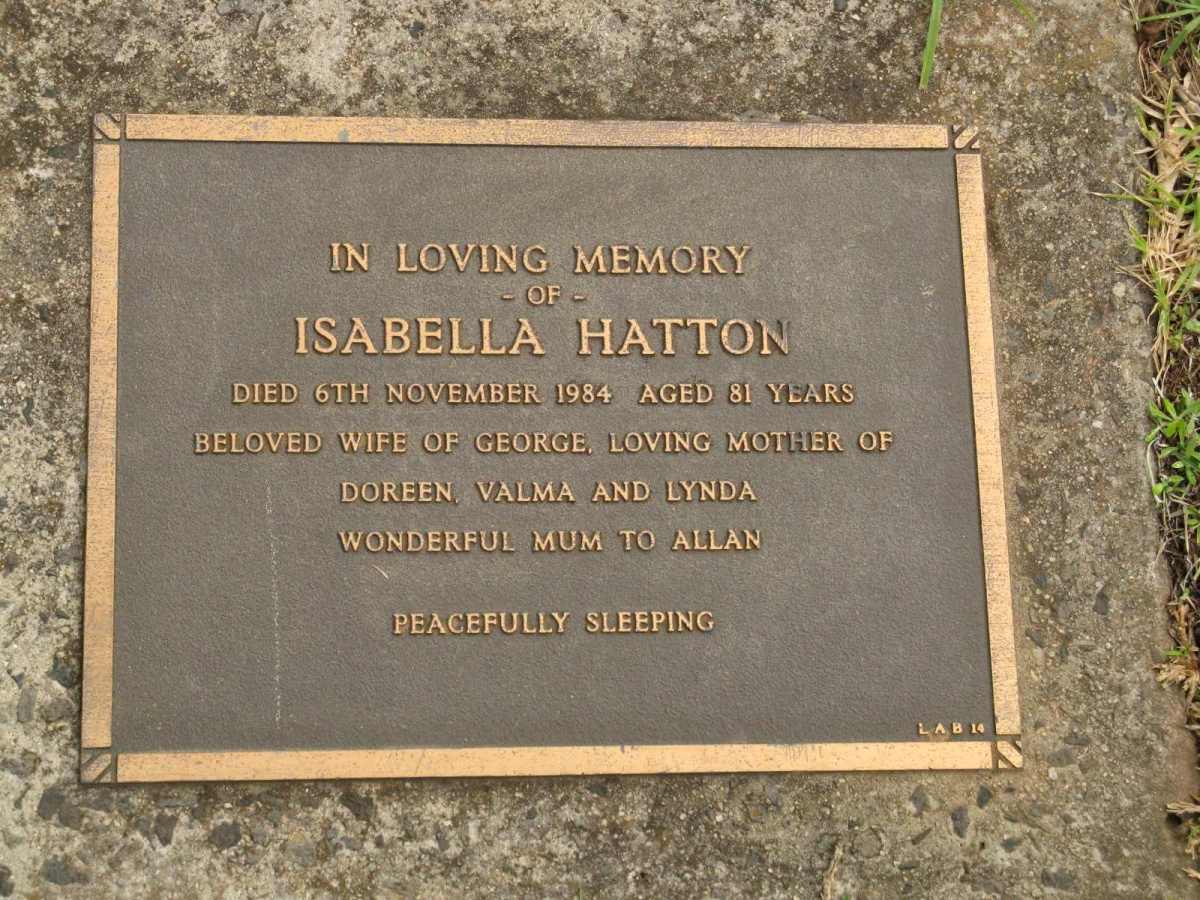 IN LOVING MEMORY
- OF -
ISABELLA HATTON
DIED 6TH NOVEMBER 1984 AGED 81 YEARS
BELOVED WIFE OF GEORGE, LOVING MOTHER OF
DOREEN, VALMA AND LYNDA
WONDERFUL MUM TO ALLAN
PEACEFULLY SLEEPING
LAB 14